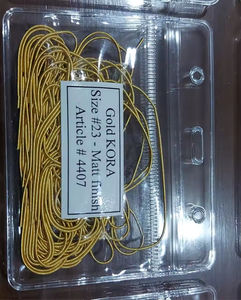 Gold KORA
Size #23 - Matt finish
Article # 4407